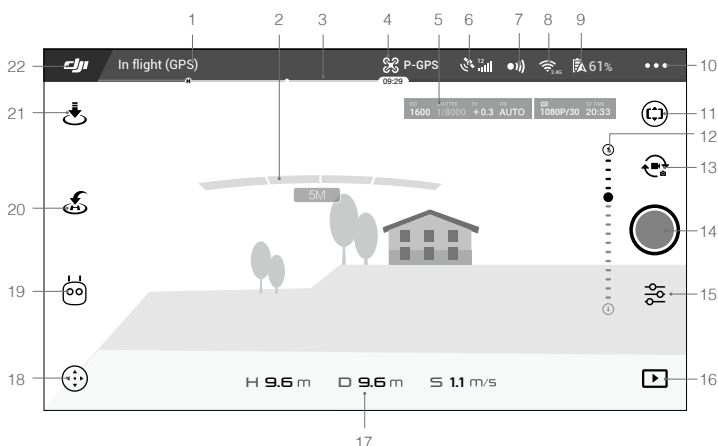 1 2 3 4 5 6 7 8 9
22 dji In flight (GPS) P-GPS 12 2.4G 61% 10
H 09:29
21 ISO SHUTTER EV WB SD TIME 11
1600 1/8000 +0.3 AUTO 1080P/30 20:33
12
13
20 5M
14
19 15
18 H 9.6 m D 9.6 m S 1.1 m/s 16
17